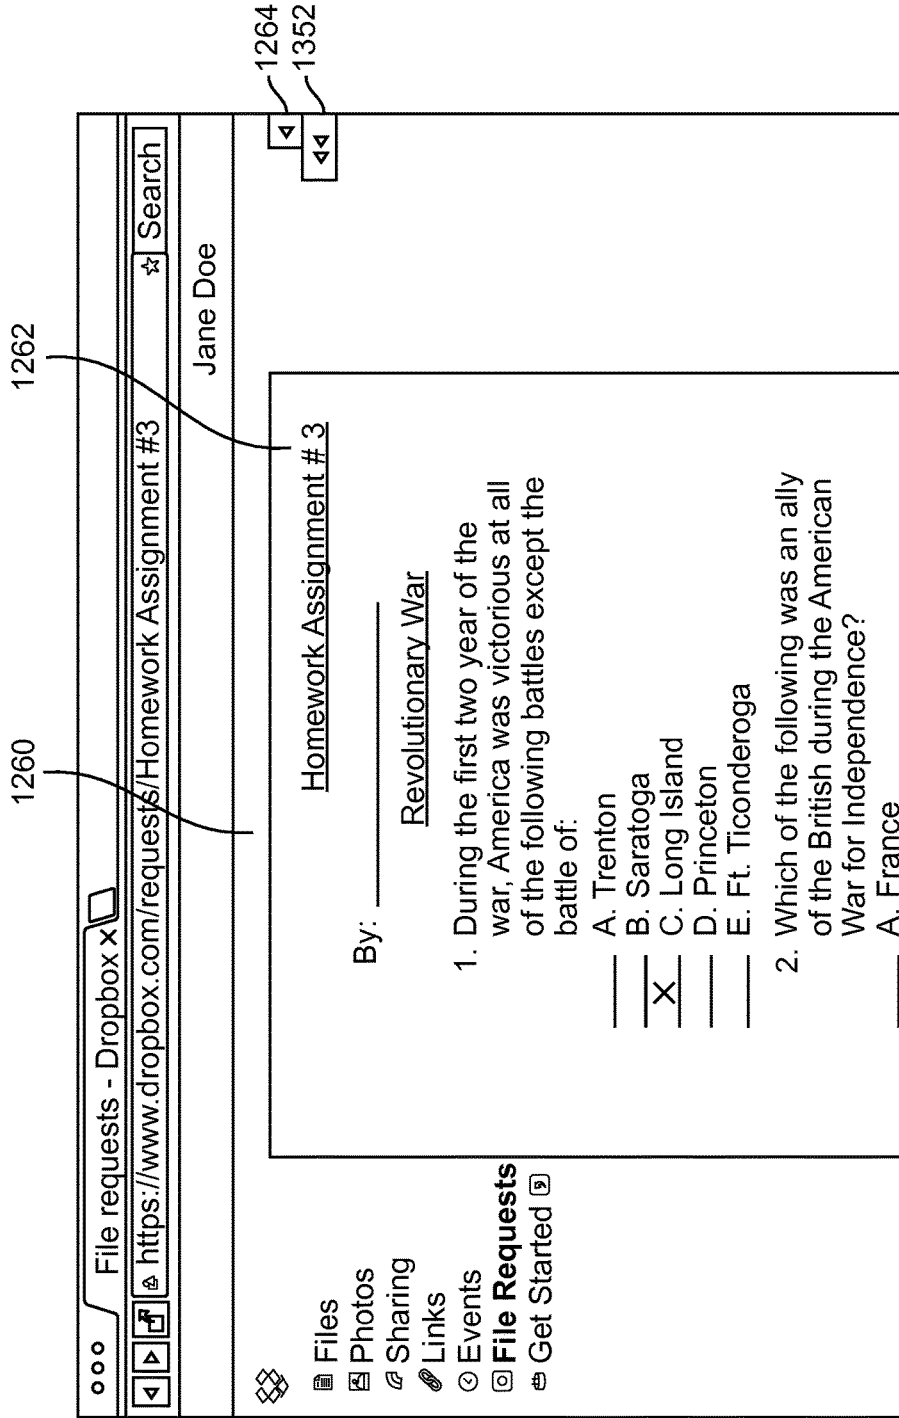 1260
1262
File requests - Dropbox X
https://www.dropbox.com/requests/Homework Assignment #3
Search
Jane Doe
1264
1352
Files
Photos
Sharing
Links
Events
File Requests
Get Started
Homework Assignment # 3
By:
Revolutionary War
1. During the first two year of the
war, America was victorious at all
of the following battles except the
battle of:
A. Trenton
B. Saratoga
X C. Long Island
D. Princeton
E. Ft. Ticonderoga
2. Which of the following was an ally
of the British during the American
War for Independence?
A. France